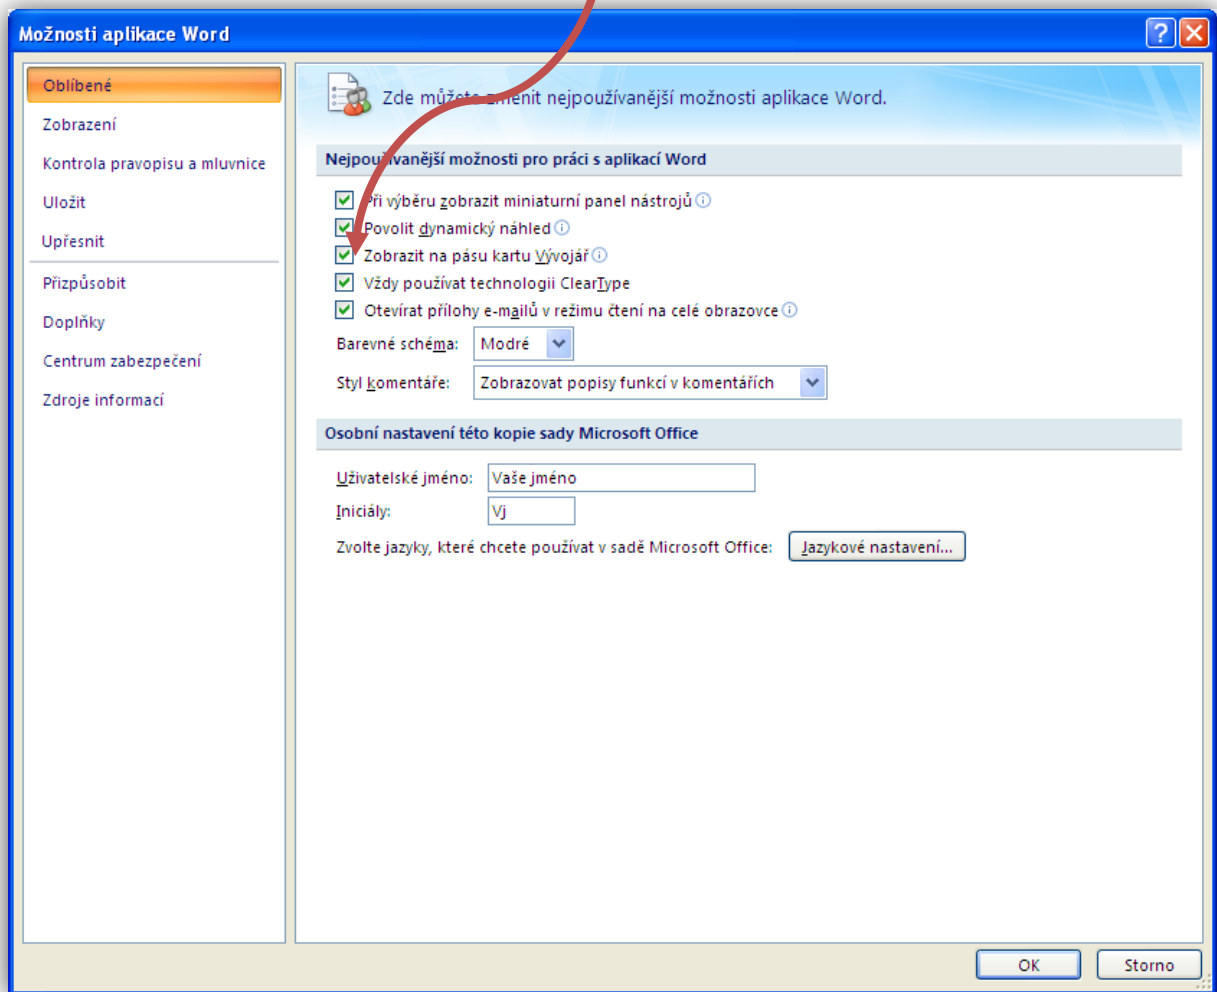 Možnosti aplikace Word
Oblíbené
Zobrazení
Kontrola pravopisu a mluvnice
Uložit
Upřesnit
Přizpůsobit
Doplňky
Centrum zabezpečení
Zdroje informací
Zde můžete změnit nejpoužívanější možnosti aplikace Word.
Nejpoužívanější možnosti pro práci s aplikací Word
Při výběru zobrazit miniaturní panel nástrojů
Povolit dynamický náhled
Zobrazit na pásu kartu Vývojář
Vždy používat technologii ClearType
Otevírat přílohy e-mailů v režimu čtení na celé obrazovce
Barevné schéma: Modré
Styl komentáře: Zobrazovat popisy funkcí v komentářích
Osobní nastavení této kopie sady Microsoft Office
Uživatelské jméno: Vaše jméno
Iniciály: Vj
Zvolte jazyky, které chcete používat v sadě Microsoft Office: Jazykové nastavení...
OK Storno